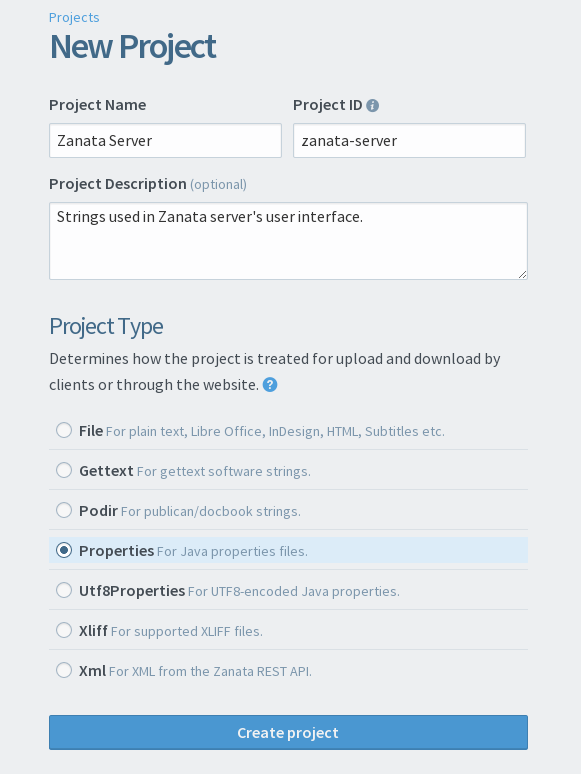 Projects
New Project
Project Name
Project ID
Zanata Server
zanata-server
Project Description (optional)
Strings used in Zanata server's user interface.
Project Type
Determines how the project is treated for upload and download by
clients or through the website.
File For plain text, Libre Office, InDesign, HTML, Subtitles etc.
Gettext For gettext software strings.
Podir For publican/docbook strings.
Properties For Java properties files.
Utf8Properties For UTF8-encoded Java properties.
Xliff For supported XLIFF files.
Xml For XML from the Zanata REST API.
Create project